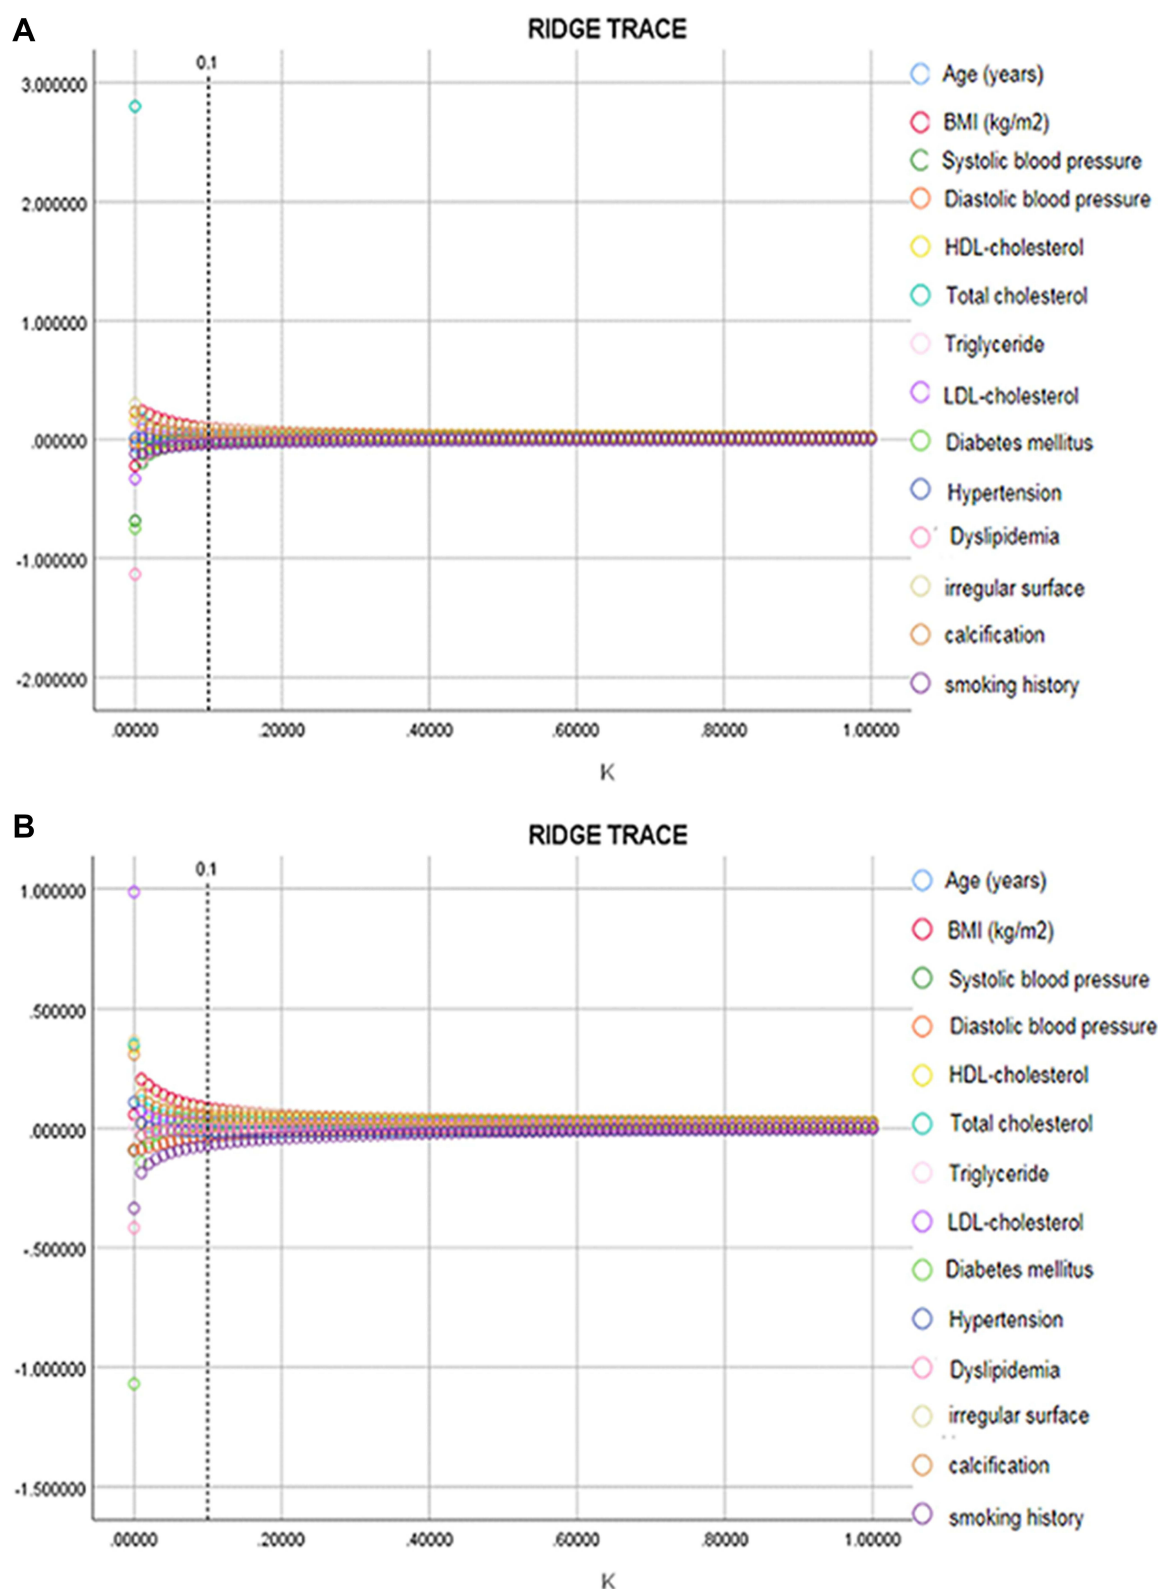 A
RIDGE TRACE
0.1
3.000000
2.000000
1.000000
.000000
-1.000000
-2.000000
.00000 .20000 .40000 .60000 .80000 1.00000
K
Age (years)
BMI (kg/m2)
Systolic blood pressure
Diastolic blood pressure
HDL-cholesterol
Total cholesterol
Triglyceride
LDL-cholesterol
Diabetes mellitus
Hypertension
Dyslipidemia
irregular surface
calcification
smoking history
B
RIDGE TRACE
0.1
1.000000
.500000
.000000
-.500000
-1.000000
-1.500000
.00000 .20000 .40000 .60000 .80000 1.00000
K
Age (years)
BMI (kg/m2)
Systolic blood pressure
Diastolic blood pressure
HDL-cholesterol
Total cholesterol
Triglyceride
LDL-cholesterol
Diabetes mellitus
Hypertension
Dyslipidemia
irregular surface
calcification
smoking history